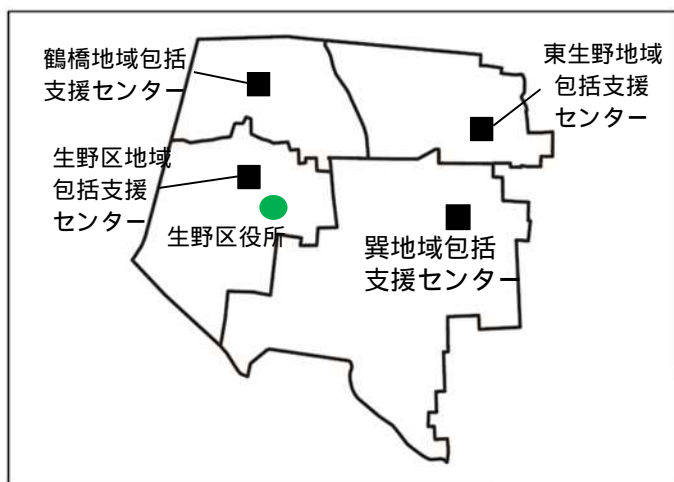 鶴橋地域包括
支援センター
東生野地域
包括支援
センター
生野区地域
包括支援
センター
生野区役所
巽地域包括
支援センター